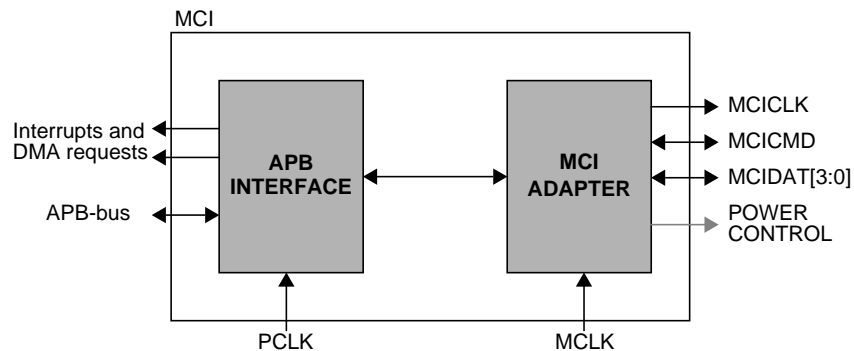 MCI
Interrupts and
DMA requests
APB-bus
APB
INTERFACE
MCI
ADAPTER
MCICLK
MCICMD
MCIDAT[3:0]
POWER
CONTROL
PCLK
MCLK